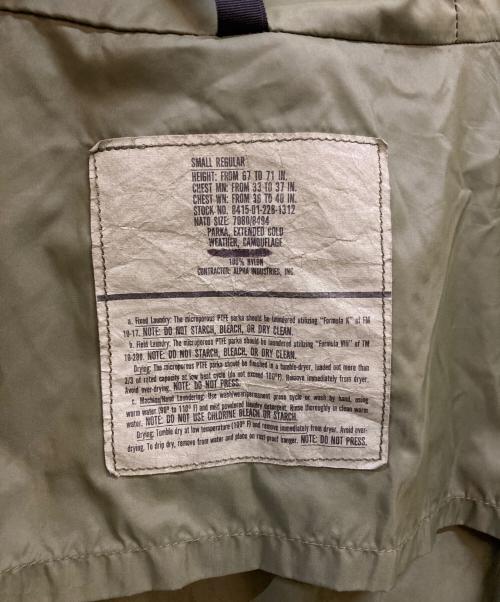 SMALL REGULAR
HEIGHT: FROM 67 TO 71 IN.
CHEST MN: FROM 33 TO 37 IN.
CHEST WN: FROM 36 TO 40 IN.
STOCK NO. 8415-01-228-1312
NATO SIZE: 7080/8494
PARKA, EXTENDED COLD
WEATHER, CAMOUFLAGE
100% NYLON
CONTRACTOR: ALPHA INDUSTRIES, INC
a. Fixed Laundry: The microporous PTFE parka should be laundered utilizing "Formula K" of FM
10-17. NOTE: DO NOT STARCH, BLEACH, OR DRY CLEAN.
b. Field Laundry: The microporous PTFE parka should be laundered utilizing "Formula VIII" of TM
10-280. NOTE: DO NOT STARCH, BLEACH, OR DRY CLEAN.
Drying: The microporous PTFE parka should be finished in a tumble-dryer, loaded not more than
2/3 of rated capacity at low heat cycle (do not exceed 100°F). Remove immediately from dryer.
Avoid over-drying. NOTE: DO NOT PRESS.
c. Machine/Hand Laundering: Use wash/wear/permanent press cycle or wash by hand, using
warm water (90° to 110° F) and mild powdered laundry detergent. Rinse thoroughly in clean warm
water. NOTE: DO NOT USE CHLORINE BLEACH OR STARCH.
Drying: Tumble dry at low temperature (100° F) and remove immediately from dryer. Avoid over-
drying. To drip dry, remove from water and place on rust-proof hanger. NOTE: DO NOT PRESS.